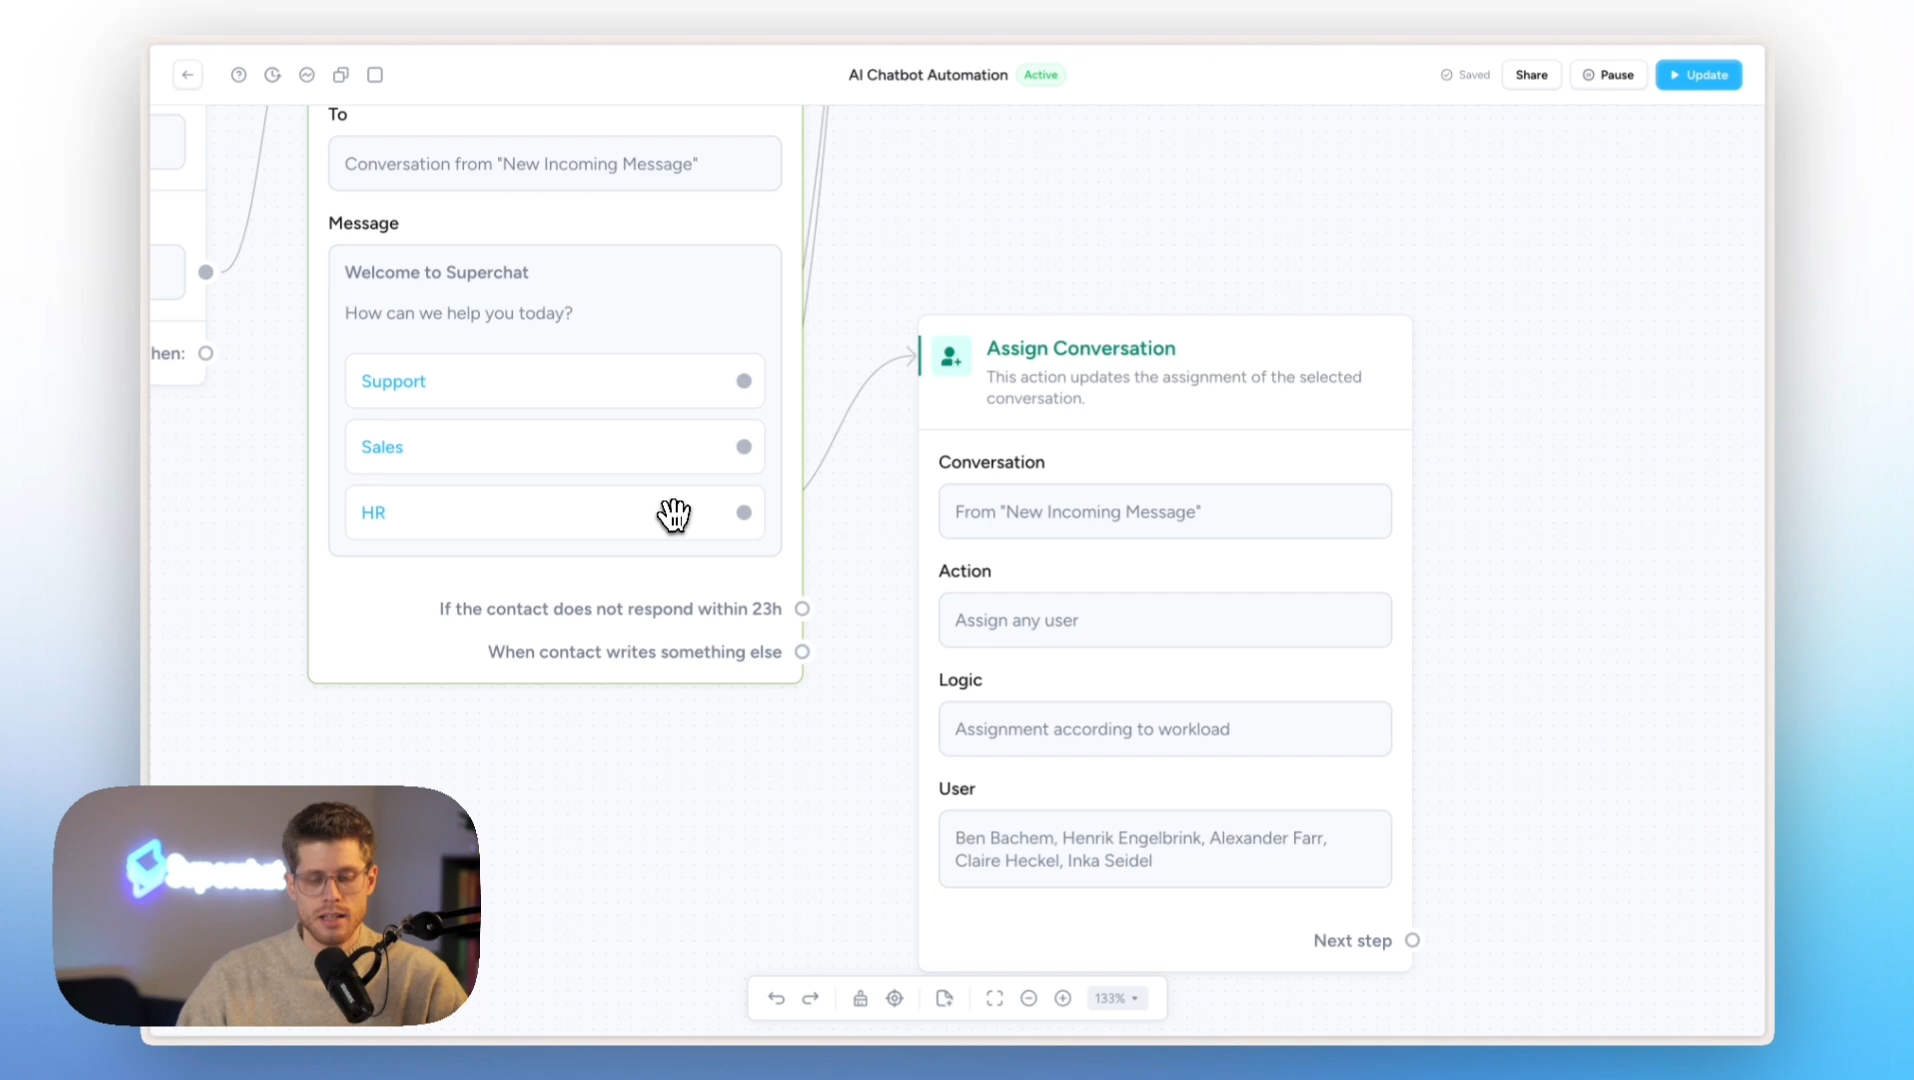 AI Chatbot Automation
Active
Saved
Share
Pause
Update
hen:
To
Conversation from "New Incoming Message"
Message
Welcome to Superchat
How can we help you today?
Support
Sales
HR
If the contact does not respond within 23h
When contact writes something else
Assign Conversation
This action updates the assignment of the selected
conversation.
Conversation
From "New Incoming Message"
Action
Assign any user
Logic
Assignment according to workload
User
Ben Bachem, Henrik Engelbrink, Alexander Farr,
Claire Heckel, Inka Seidel
Next step
133%
Superchat